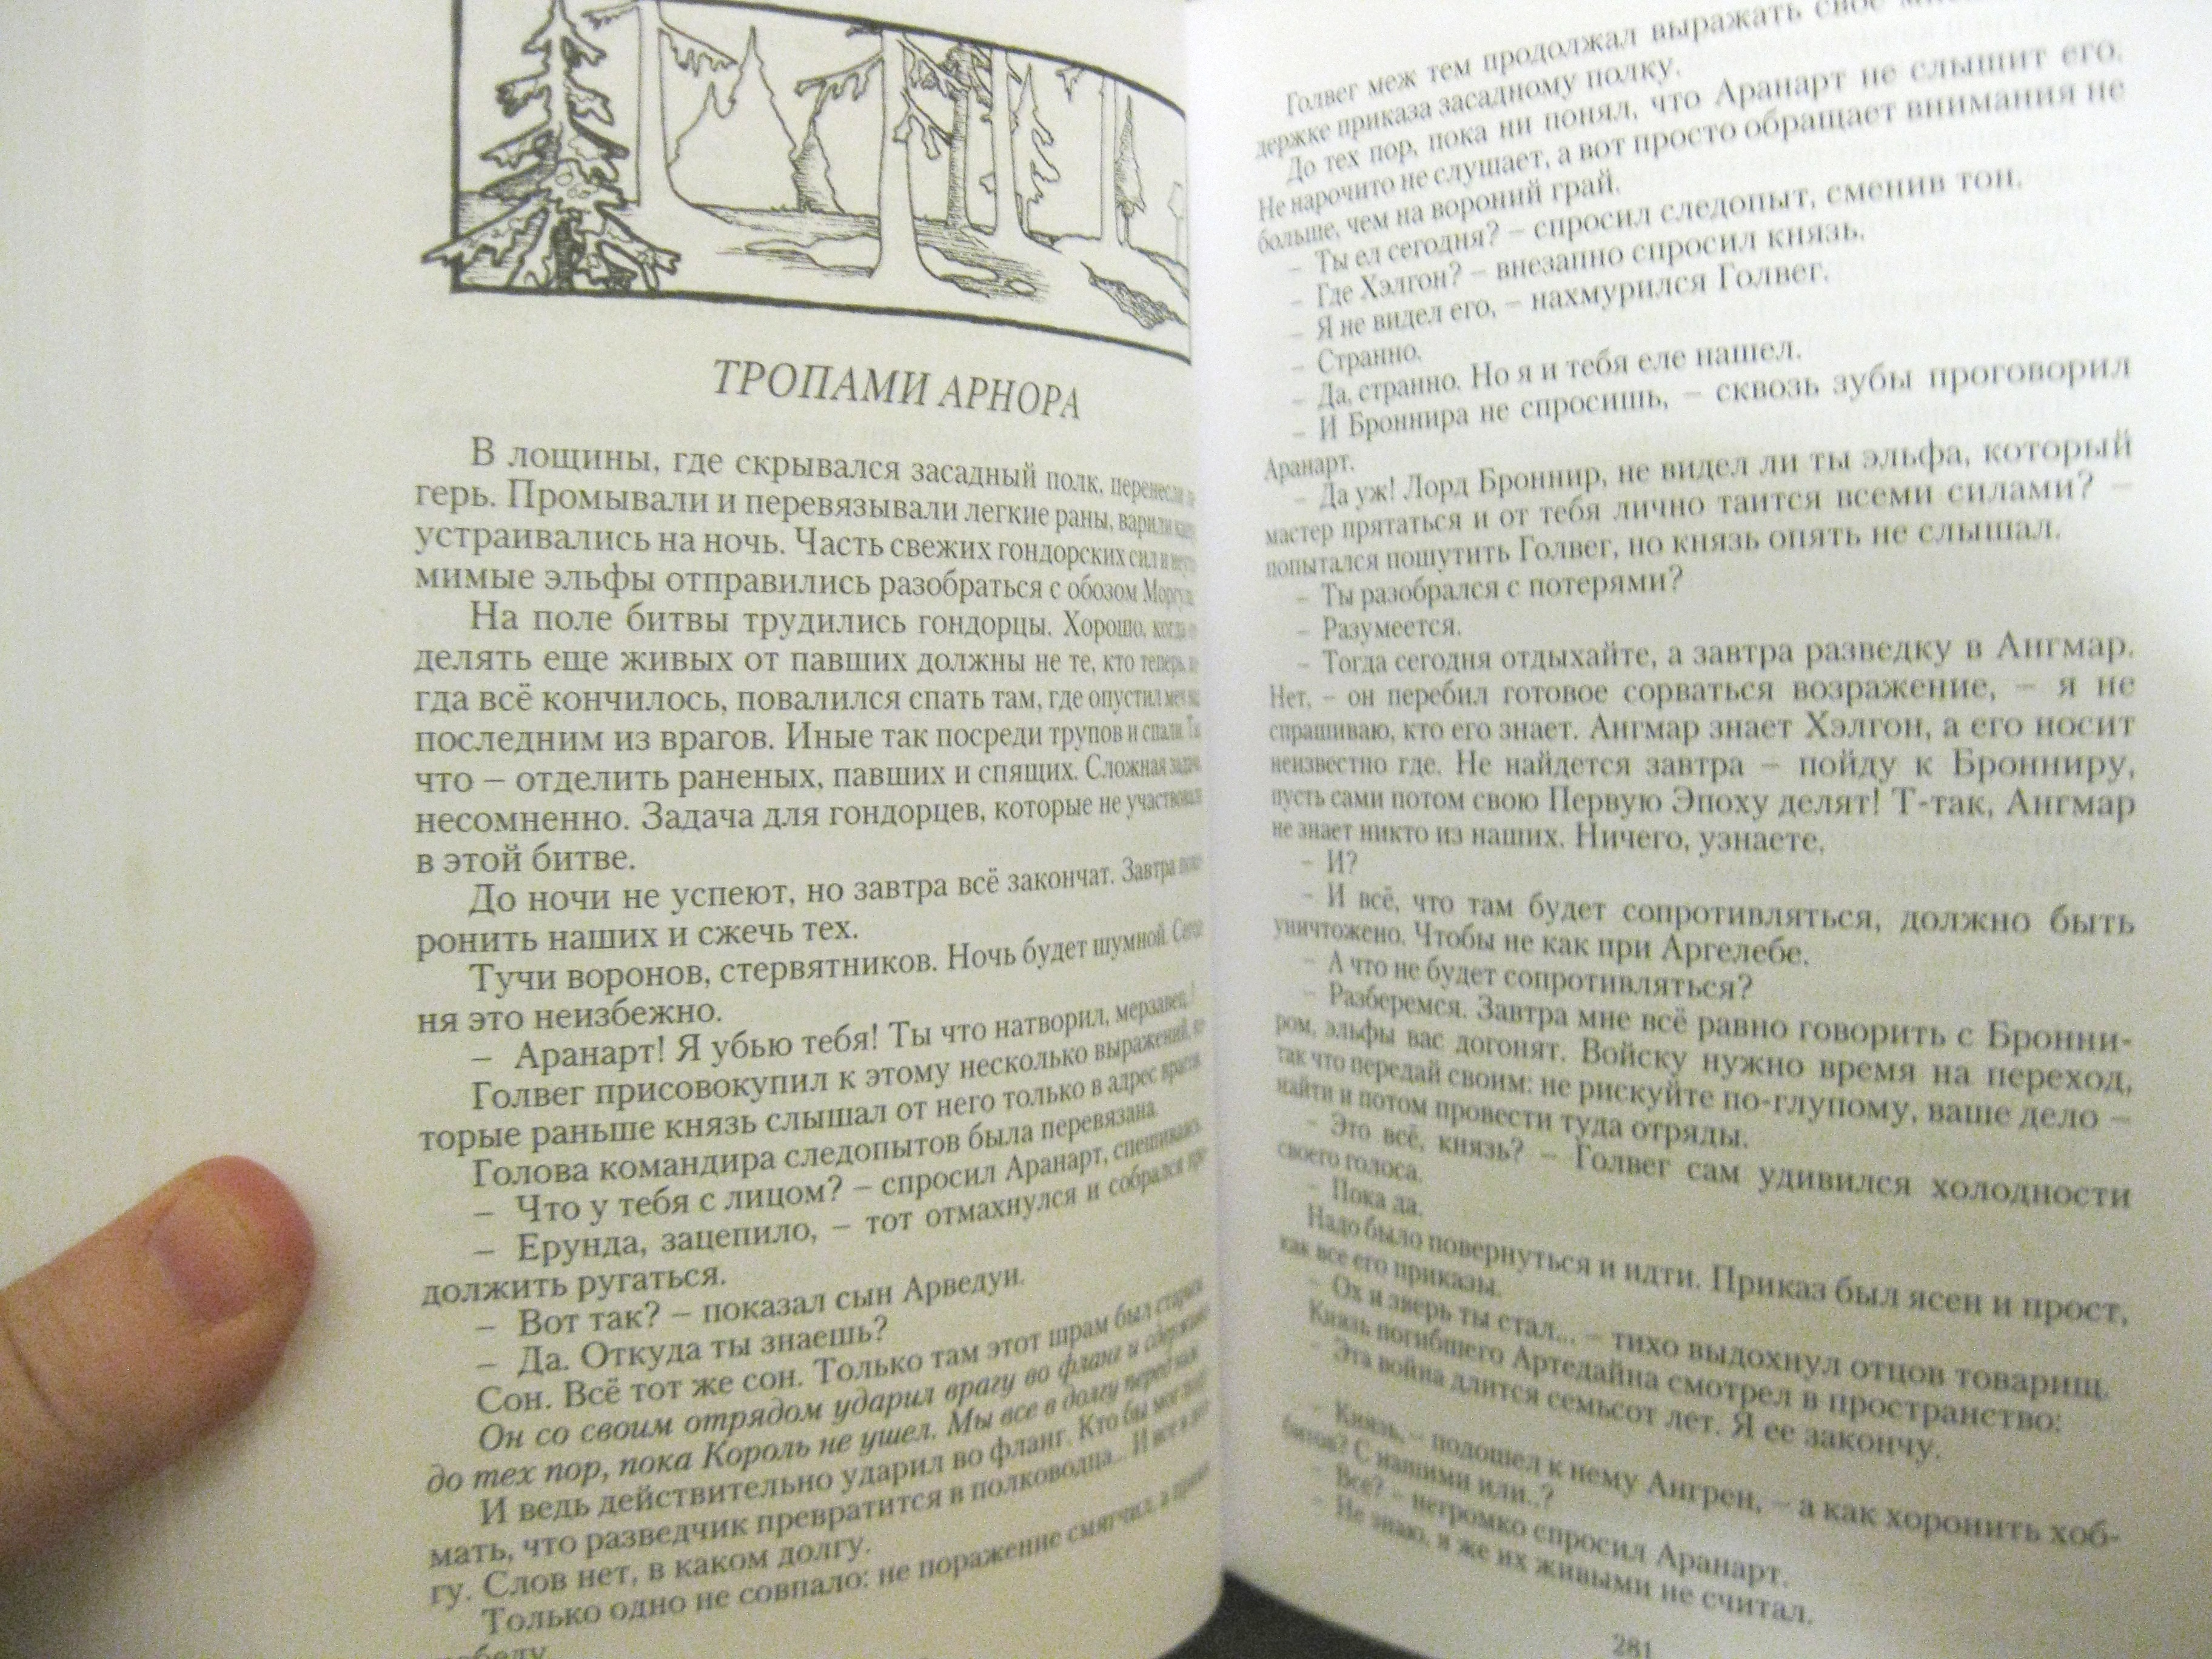 ТРОПАМИ АРНОРА
В лощины, где скрывался засадный полк, перенесли
герь. Промывали и перевязывали легкие раны, варили
устраивались на ночь. Часть свежих гондорских сил и
мимые эльфы отправились разобраться с обозом
На поле битвы трудились гондорцы. Хорошо, когда
делять еще живых от павших должны не те, кто теперь,
гда всё кончилось, повалился спать там, где опустил меч
последним из врагов. Иные так посреди трупов и спали.
что – отделить раненых, павших и спящих. Сложная задача
несомненно. Задача для гондорцев, которые не участвовали
в этой битве.
До ночи не успеют, но завтра всё закончат. Завтра
ронить наших и сжечь тех.
Тучи воронов, стервятников. Ночь будет шумной.
ня это неизбежно.
– Аранарт! Я убью тебя! Ты что натворил, мерзавец!
Голвег присовокупил к этому несколько выражений,
торые раньше князь слышал от него только в адрес врагов.
Голова командира следопытов была перевязана.
– Что у тебя с лицом? – спросил Аранарт, спешиваясь.
– Ерунда, зацепило, – тот отмахнулся и собрался
должить ругаться.
– Вот так? – показал сын Арведуи.
– Да. Откуда ты знаешь?
Сон. Всё тот же сон. Только там этот шрам был старым
Он со своим отрядом ударил врагу во фланг и сдерживал
до тех пор, пока Король не ушел. Мы все в долгу перед
И ведь действительно ударил во фланг. Кто бы мог
мать, что разведчик превратится в полководца... И все в
гу. Слов нет, в каком долгу.
Только одно не совпало: не поражение смягчил, а
победу.
Голвег меж тем продолжал выражать свое
держке приказа засадному полку.
До тех пор, пока ни понял, что Аранарт не слышит его.
Не нарочито не слушает, а вот просто обращает внимания не
больше, чем на вороний грай.
– Ты ел сегодня? – спросил следопыт, сменив тон.
– Где Хэлгон? – внезапно спросил князь.
– Я не видел его, – нахмурился Голвег.
– Странно.
– Да, странно. Но я и тебя еле нашел.
– И Броннира не спросишь, – сквозь зубы проговорил
Аранарт.
– Да уж! Лорд Броннир, не видел ли ты эльфа, который
мастер прятаться и от тебя лично таится всеми силами? –
попытался пошутить Голвег, но князь опять не слышал.
– Ты разобрался с потерями?
– Разумеется.
– Тогда сегодня отдыхайте, а завтра разведку в Ангмар.
Нет, – он перебил готовое сорваться возражение, – я не
спрашиваю, кто его знает. Ангмар знает Хэлгон, а его носит
неизвестно где. Не найдется завтра – пойду к Бронниру,
пусть сами потом свою Первую Эпоху делят! Т-так, Ангмар
не знает никто из наших. Ничего, узнаете.
– И?
– И всё, что там будет сопротивляться, должно быть
уничтожено. Чтобы не как при Аргелебе.
– А что не будет сопротивляться?
– Разберемся. Завтра мне всё равно говорить с Бронни-
ром, эльфы вас догонят. Войску нужно время на переход,
так что передай своим: не рискуйте по-глупому, ваше дело –
найти и потом провести туда отряды.
– Это всё, князь? – Голвег сам удивился холодности
своего голоса.
– Пока да.
Надо было повернуться и идти. Приказ был ясен и прост,
как все его приказы.
– Ох и зверь ты стал... – тихо выдохнул отцов товарищ.
Князь погибшего Артедайна смотрел в пространство:
– Эта война длится семьсот лет. Я ее закончу.
– Князь, – подошел к нему Ангрен, – а как хоронить хоб-
битов? С нашими или..?
– Все? – негромко спросил Аранарт.
– Не знаю, я же их живыми не считал.
281